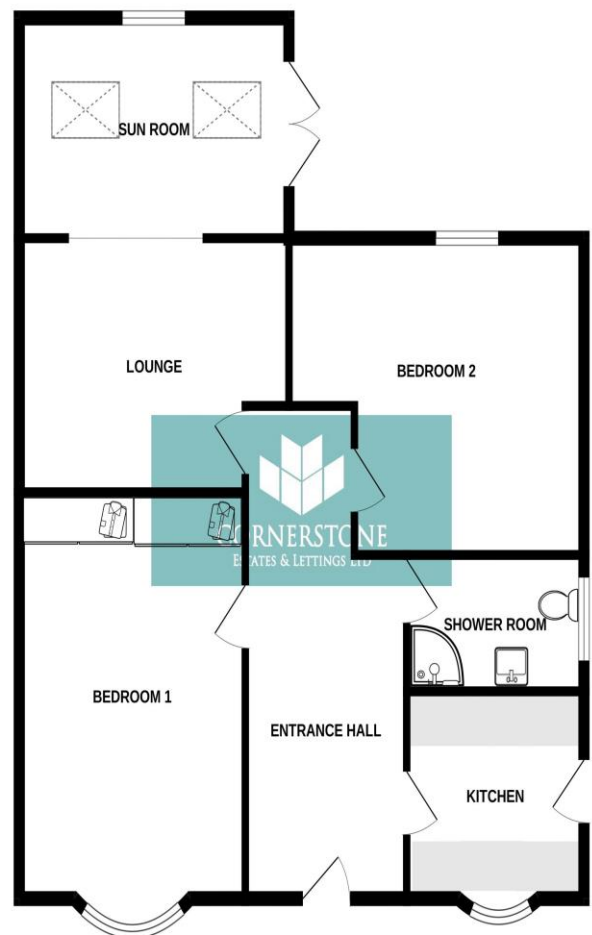 SUN ROOM
LOUNGE
BEDROOM 2
CORNERSTONE
ESTATES & LETTINGS LTD
SHOWER ROOM
BEDROOM 1
ENTRANCE HALL
KITCHEN